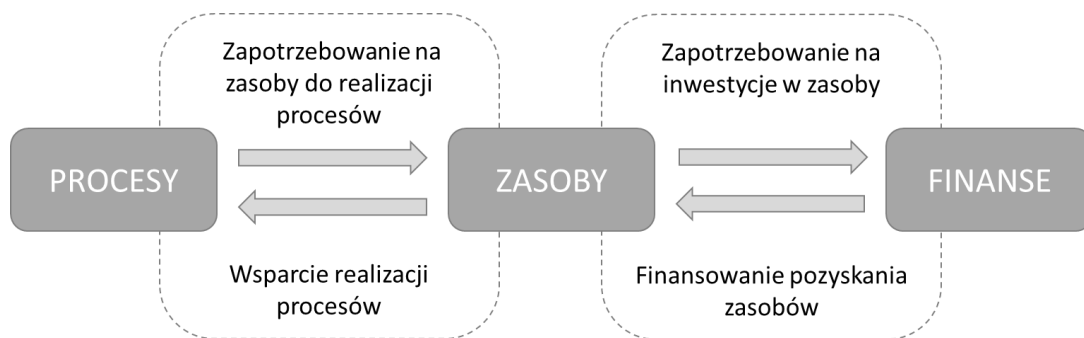 Zapotrzebowanie na
zasoby do realizacji
procesów
Zapotrzebowanie na
inwestycje w zasoby
PROCESY
ZASOBY
FINANSE
Wsparcie realizacji
procesów
Finansowanie pozyskania
zasobów